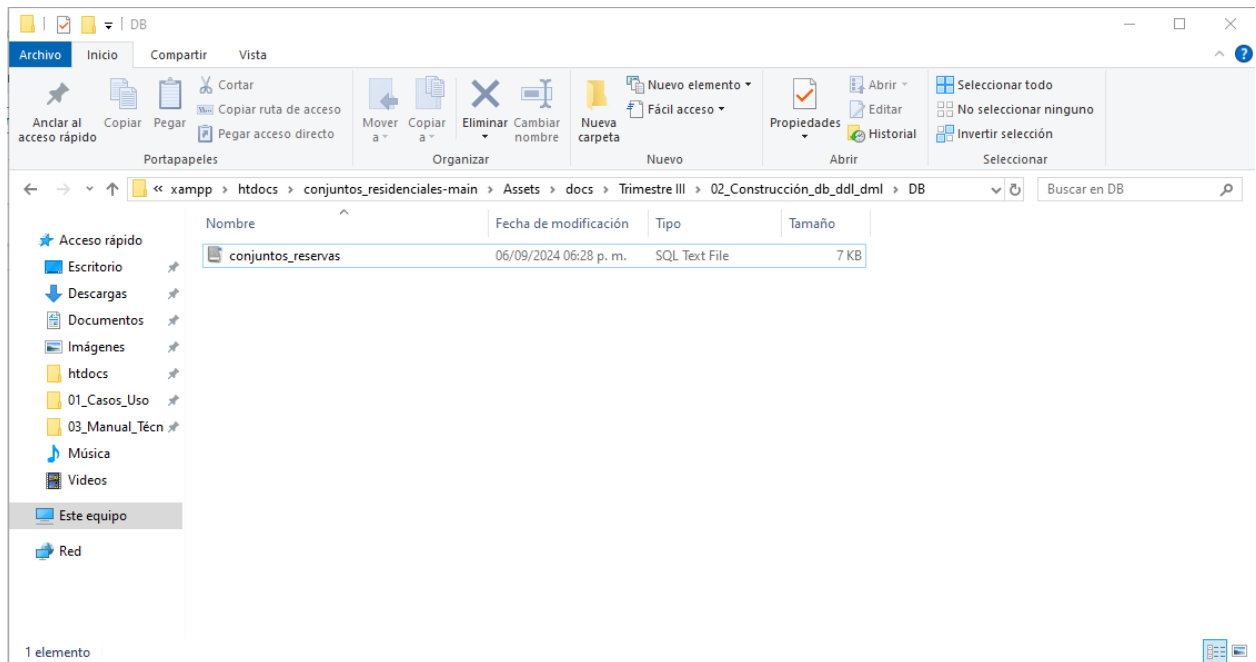 DB
Archivo Inicio Compartir Vista
Anclar al acceso rápido
Copiar
Pegar
Cortar
Copiar ruta de acceso
Pegar acceso directo
Portapapeles
Mover a
Copiar a
Eliminar
Cambiar nombre
Organizar
Nueva carpeta
Nuevo elemento
Fácil acceso
Nuevo
Propiedades
Abrir
Editar
Historial
Abrir
Seleccionar todo
No seleccionar ninguno
Invertir selección
Seleccionar
« xampp › htdocs › conjuntos_residenciales-main › Assets › docs › Trimestre III › 02_Construcción_db_ddl_dml › DB
Buscar en DB
Nombre Fecha de modificación Tipo Tamaño
conjuntos_reservas 06/09/2024 06:28 p. m. SQL Text File 7 KB
Acceso rápido
Escritorio
Descargas
Documentos
Imágenes
htdocs
01_Casos_Uso
03_Manual_Técn
Música
Videos
Este equipo
Red
1 elemento